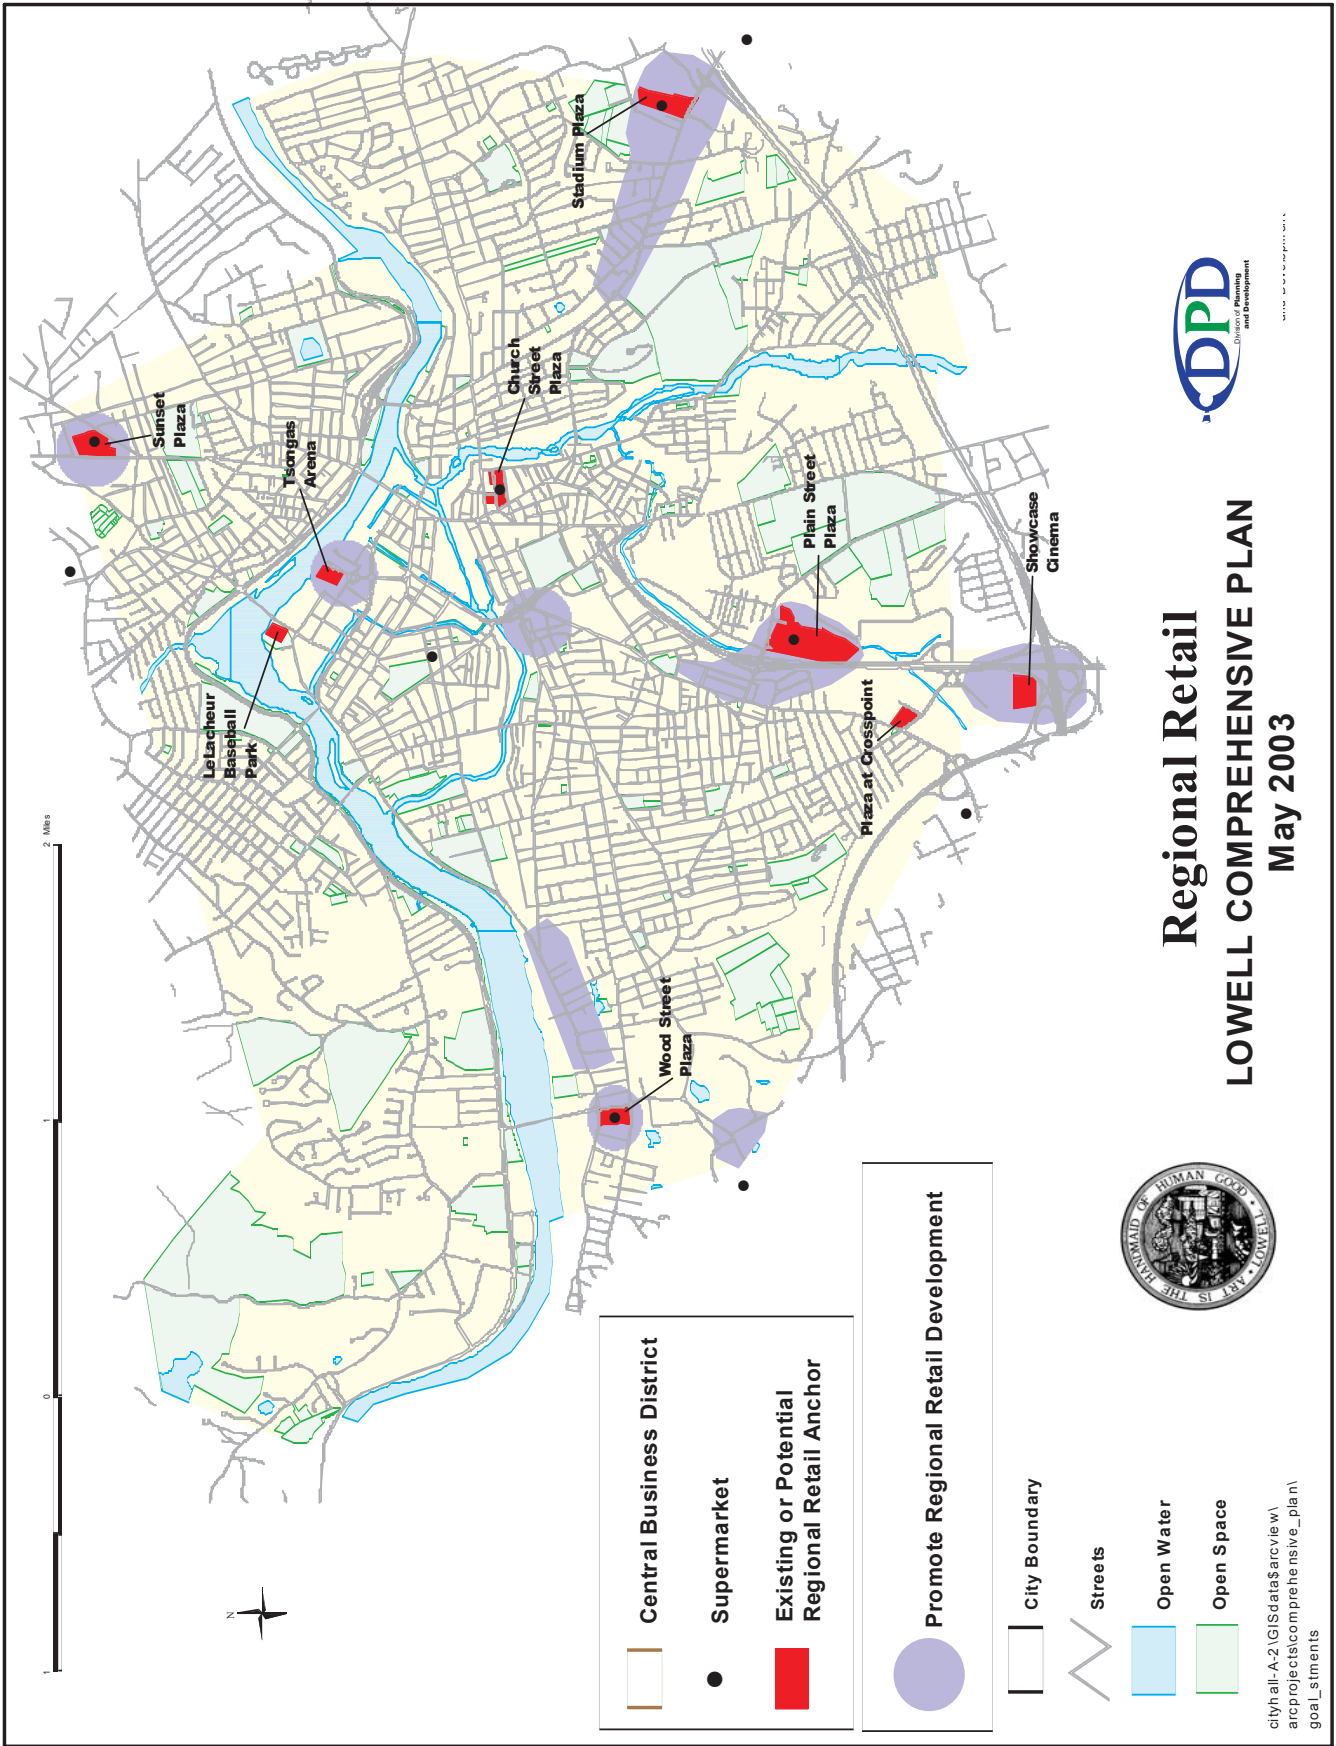 Regional Retail
LOWELL COMPREHENSIVE PLAN
May 2003
Stadium Plaza
Sunset
Plaza
Tsongas
Arena
Church
Street
Plaza
LeLacheur
Baseball
Park
Plain Street
Plaza
Showcase
Cinema
Plaza at Crosspoint
Wood Street
Plaza
1
0
1
2 Miles
N
Central Business District
Supermarket
Existing or Potential
Regional Retail Anchor
Promote Regional Retail Development
City Boundary
Streets
Open Water
Open Space
cityhall-A-2\GISdata$arcview\
arcprojects\comprehensive_plan\
goal_stments
ART IS THE HANDMAID OF HUMAN GOOD • LOWELL •
DPD
Division of Planning
and Development